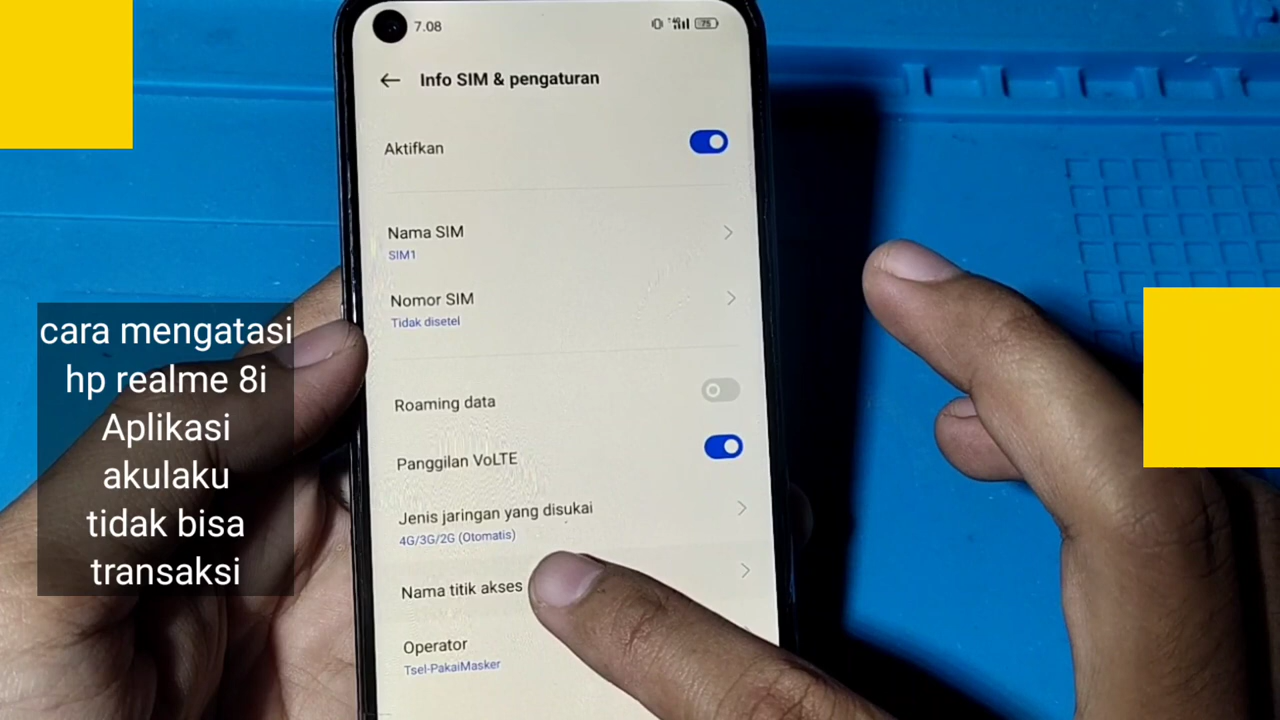 7.08
4G
75
Info SIM & pengaturan
Aktifkan
Nama SIM
SIM1
Nomor SIM
Tidak disetel
Roaming data
Panggilan VoLTE
Jenis jaringan yang disukai
4G/3G/2G (Otomatis)
Nama titik akses
Operator
Tsel-PakaiMasker
cara mengatasi
hp realme 8i
Aplikasi
akulaku
tidak bisa
transaksi